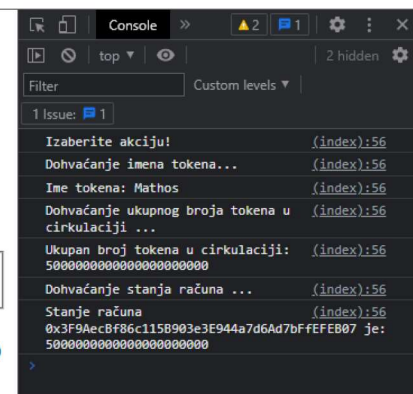 Console » 2 1
top ▼ 2 hidden
Filter Custom levels ▼
1 Issue: 1
Izaberite akciju! (index):56
Dohvaćanje imena tokena... (index):56
Ime tokena: Mathos (index):56
Dohvaćanje ukupnog broja tokena u (index):56
cirkulaciji ...
Ukupan broj tokena u cirkulaciji: (index):56
5000000000000000000000
Dohvaćanje stanja računa ... (index):56
Stanje računa (index):56
0x3F9AecBf86c115B903e3E944a7d6Ad7bFfEFEB07 je:
5000000000000000000000
>